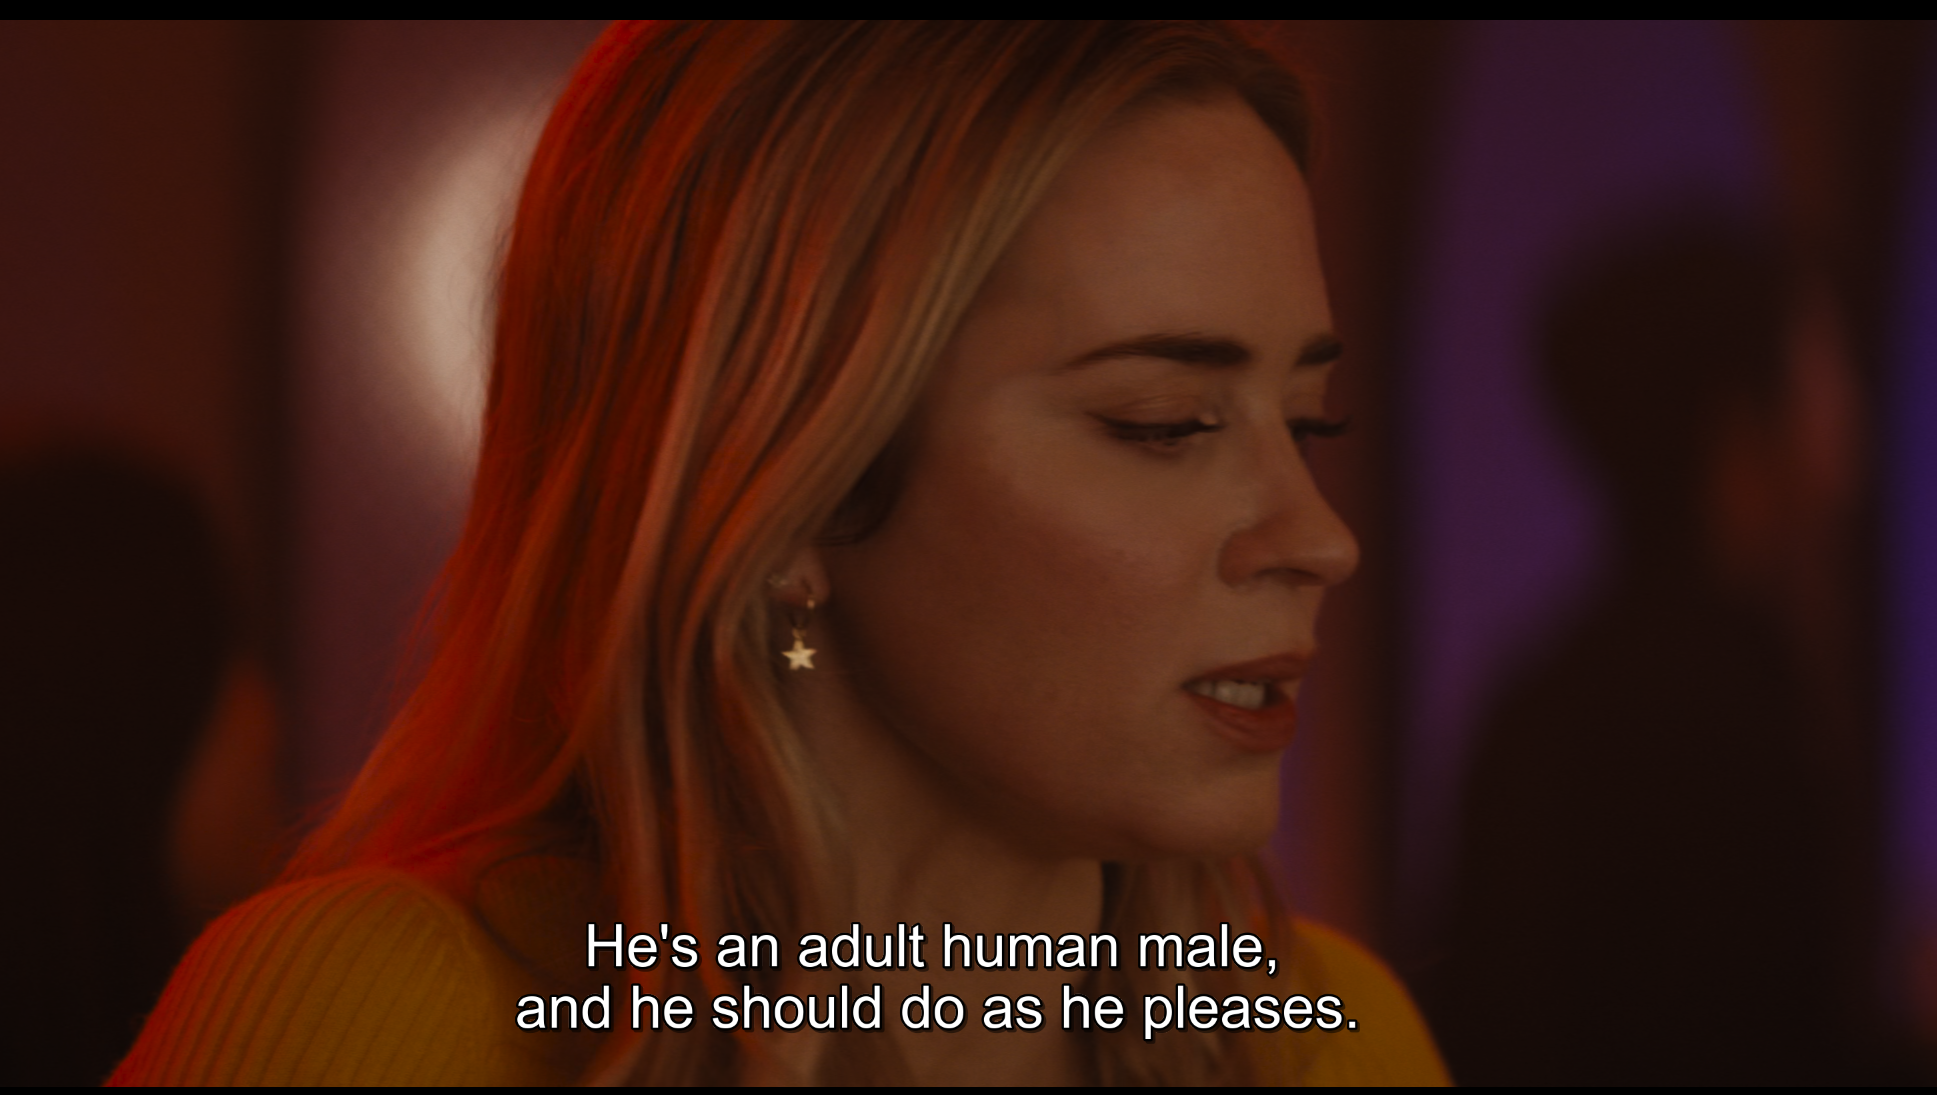 He's an adult human male,
and he should do as he pleases.